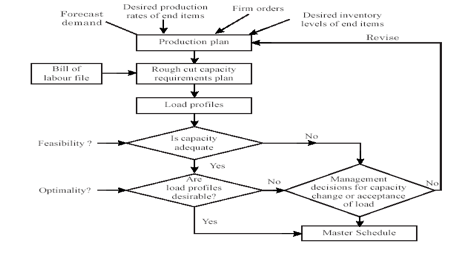 Forecast
demand
Desired production
rates of end items
Firm orders
Desired inventory
levels of end items
Production plan
Revise
Bill of
labour file
Rough cut capacity
requirements plan
Load profiles
Feasibility ?
Is capacity
adequate
No
Yes
Optimality?
Are
load profiles
desirable?
No
Management
decisions for capacity
change or acceptance
of load
No
Yes
Master Schedule